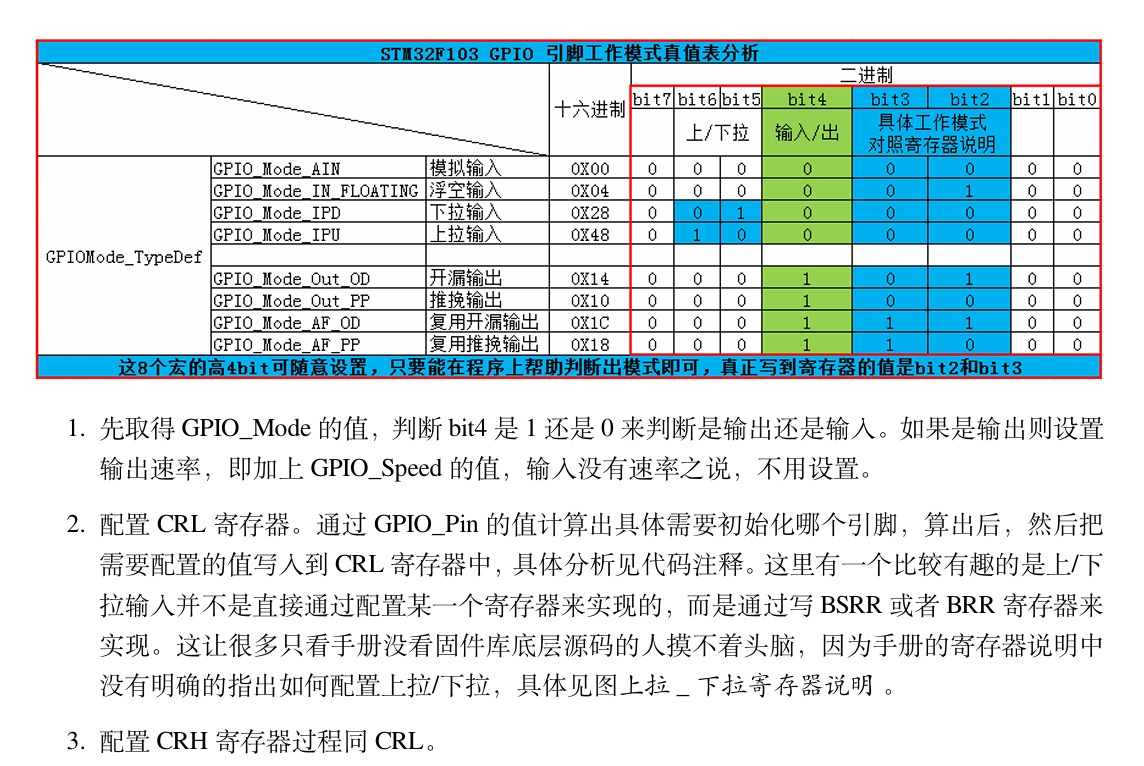 STM32F103 GPIO 引脚工作模式真值表分析
十六进制 二进制
bit7 bit6 bit5 bit4 bit3 bit2 bit1 bit0
上/下拉 输入/出 具体工作模式
对照寄存器说明
GPIOMode_TypeDef
GPIO_Mode_AIN 模拟输入 0X00 0 0 0 0 0 0 0 0
GPIO_Mode_IN_FLOATING 浮空输入 0X04 0 0 0 0 0 1 0 0
GPIO_Mode_IPD 下拉输入 0X28 0 0 1 0 0 0 0 0
GPIO_Mode_IPU 上拉输入 0X48 0 1 0 0 0 0 0 0
GPIO_Mode_Out_OD 开漏输出 0X14 0 0 0 1 0 1 0 0
GPIO_Mode_Out_PP 推挽输出 0X10 0 0 0 1 0 0 0 0
GPIO_Mode_AF_OD 复用开漏输出 0X1C 0 0 0 1 1 1 0 0
GPIO_Mode_AF_PP 复用推挽输出 0X18 0 0 0 1 1 0 0 0
这8个宏的高4bit可随意设置，只要能在程序上帮助判断出模式即可，真正写到寄存器的值是bit2和bit3
1. 先取得 GPIO_Mode 的值，判断 bit4 是 1 还是 0 来判断是输出还是输入。如果是输出则设置
输出速率，即加上 GPIO_Speed 的值，输入没有速率之说，不用设置。
2. 配置 CRL 寄存器。通过 GPIO_Pin 的值计算出具体需要初始化哪个引脚，算出后，然后把
需要配置的值写入到 CRL 寄存器中，具体分析见代码注释。这里有一个比较有趣的是上/下
拉输入并不是直接通过配置某一个寄存器来实现的，而是通过写 BSRR 或者 BRR 寄存器来
实现。这让很多只看手册没看固件库底层源码的人摸不着头脑，因为手册的寄存器说明中
没有明确的指出如何配置上拉/下拉，具体见图上拉 _ 下拉寄存器说明 。
3. 配置 CRH 寄存器过程同 CRL。